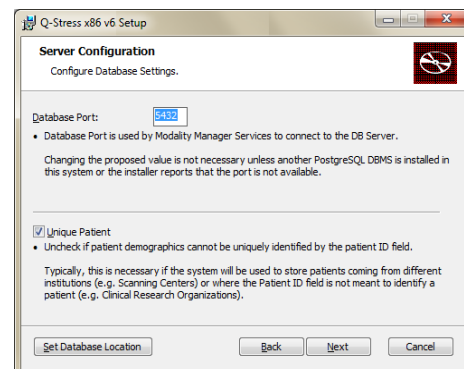 Q-Stress x86 v6 Setup
Server Configuration
Configure Database Settings.
Database Port:
5432
• Database Port is used by Modality Manager Services to connect to the DB Server.
Changing the proposed value is not necessary unless another PostgreSQL DBMS is installed in
this system or the installer reports that the port is not available.
Unique Patient
• Uncheck if patient demographics cannot be uniquely identified by the patient ID field.
Typically, this is necessary if the system will be used to store patients coming from different
institutions (e.g. Scanning Centers) or where the Patient ID field is not meant to identify a
patient (e.g. Clinical Research Organizations).
Set Database Location
Back
Next
Cancel